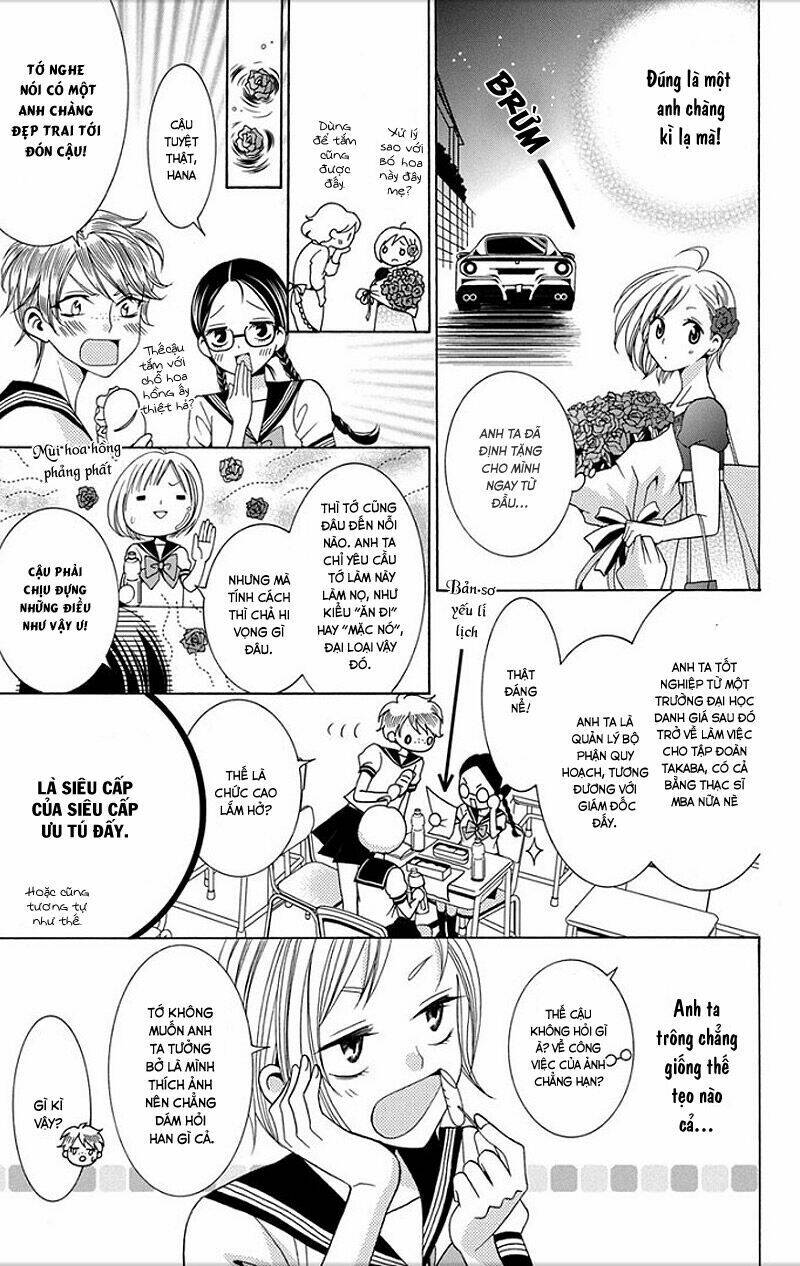 Đúng là một
anh chàng
kì lạ mà!
BRỪM
ANH TA ĐÃ
ĐỊNH TẶNG
CHO MÌNH
NGAY TỪ
ĐẦU...
Xử lý
sao với
bó hoa
này đây
mẹ?
Dùng
để tắm
cũng
được
đấy.
CẬU
TUYỆT
THẬT,
HANA
TỚ NGHE
NÓI CÓ MỘT
ANH CHÀNG
ĐẸP TRAI TỚI
ĐÓN CẬU!
Thế cậu
tắm với
chỗ hoa
hồng ấy
thiệt hả?
Mùi hoa hồng
phảng phất
THÌ TỚ CŨNG
ĐÂU ĐẾN NỖI
NÀO. ANH TA
CHỈ YÊU CẦU
TỚ LÀM NÀY
LÀM NỌ, NHƯ
KIỂU "ĂN ĐI"
HAY "MẶC NÓ",
ĐẠI LOẠI VẬY
ĐÓ.
NHƯNG MÀ
TÍNH CÁCH
THÌ CHẢ HI
VỌNG GÌ
ĐÂU.
CẬU PHẢI
CHỊU ĐỰNG
NHỮNG ĐIỀU
NHƯ VẬY Ư!
ANH TA TỐT
NGHIỆP TỪ MỘT
TRƯỜNG ĐẠI HỌC
DANH GIÁ SAU ĐÓ
TRỞ VỀ LÀM VIỆC
CHO TẬP ĐOÀN
TAKABA, CÓ CẢ
BẰNG THẠC SĨ
MBA NỮA NÈ
ANH TA LÀ
QUẢN LÝ BỘ
PHẬN QUY
HOẠCH, TƯƠNG
ĐƯƠNG VỚI
GIÁM ĐỐC
ĐẤY.
THẬT
ĐÁNG
NỂ!
Bản sơ
yếu lí
lịch
THẾ LÀ
CHỨC CAO
LẮM HỞ?
LÀ SIÊU CẤP
CỦA SIÊU CẤP
ƯU TÚ ĐẤY.
Hoặc cũng
tương tự
như thế.
Anh ta
trông chẳng
giống thế
tẹo nào
cả...
THẾ CẬU
KHÔNG HỎI GÌ
À? VỀ CÔNG
VIỆC CỦA ẢNH
CHẲNG HẠN?
TỚ KHÔNG
MUỐN ANH
TA TƯỞNG
BỞ LÀ MÌNH
THÍCH ẢNH
NÊN CHẲNG
DÁM HỎI
HAN GÌ CẢ.
GÌ KÌ
VẬY?